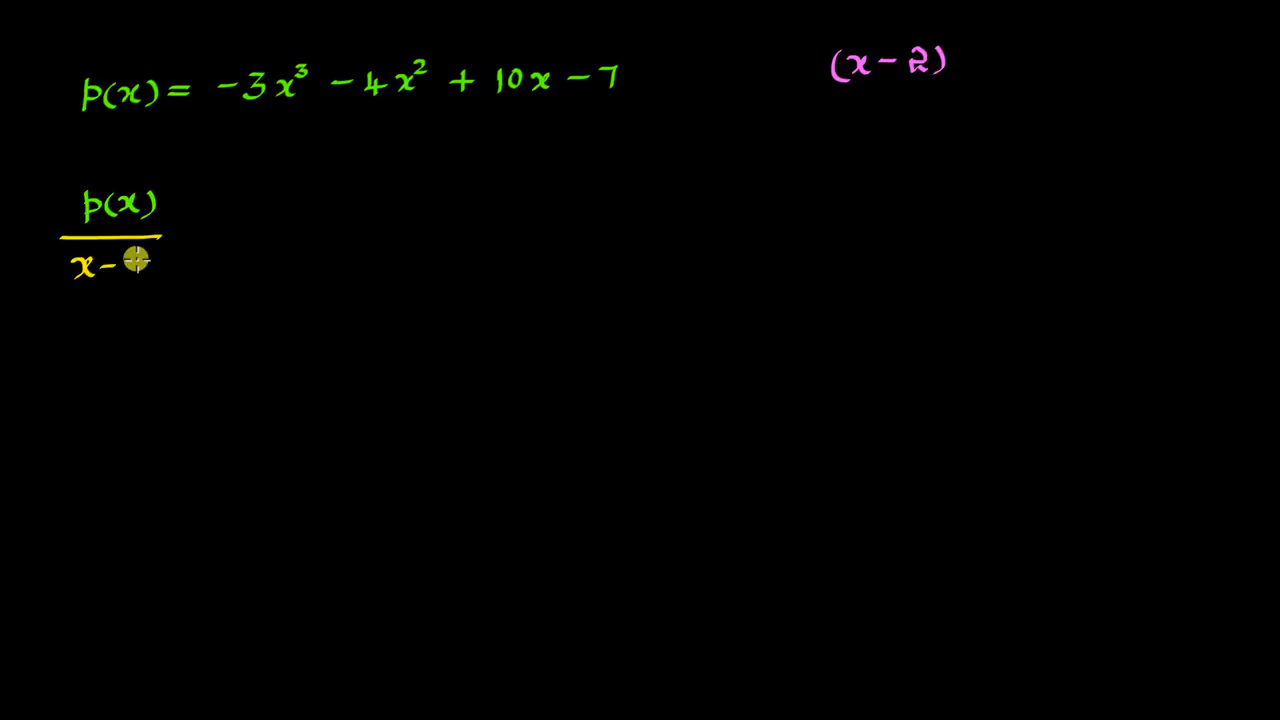 p(x) = -3x³ - 4x² + 10x - 7
(x - 2)
p(x)
x -